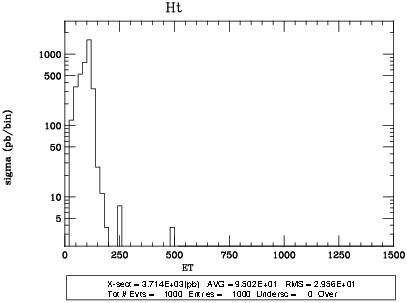 Ht
1000
500
100
50
10
5
sigma (pb/bin)
0 250 500 750 1000 1250 1500
ET
X-sect = 3.714E+03(pb) AVG = 9.502E+01 RMS = 2.956E+01
Tot # Evts = 1000 Entries = 1000 Undersc = 0 Over